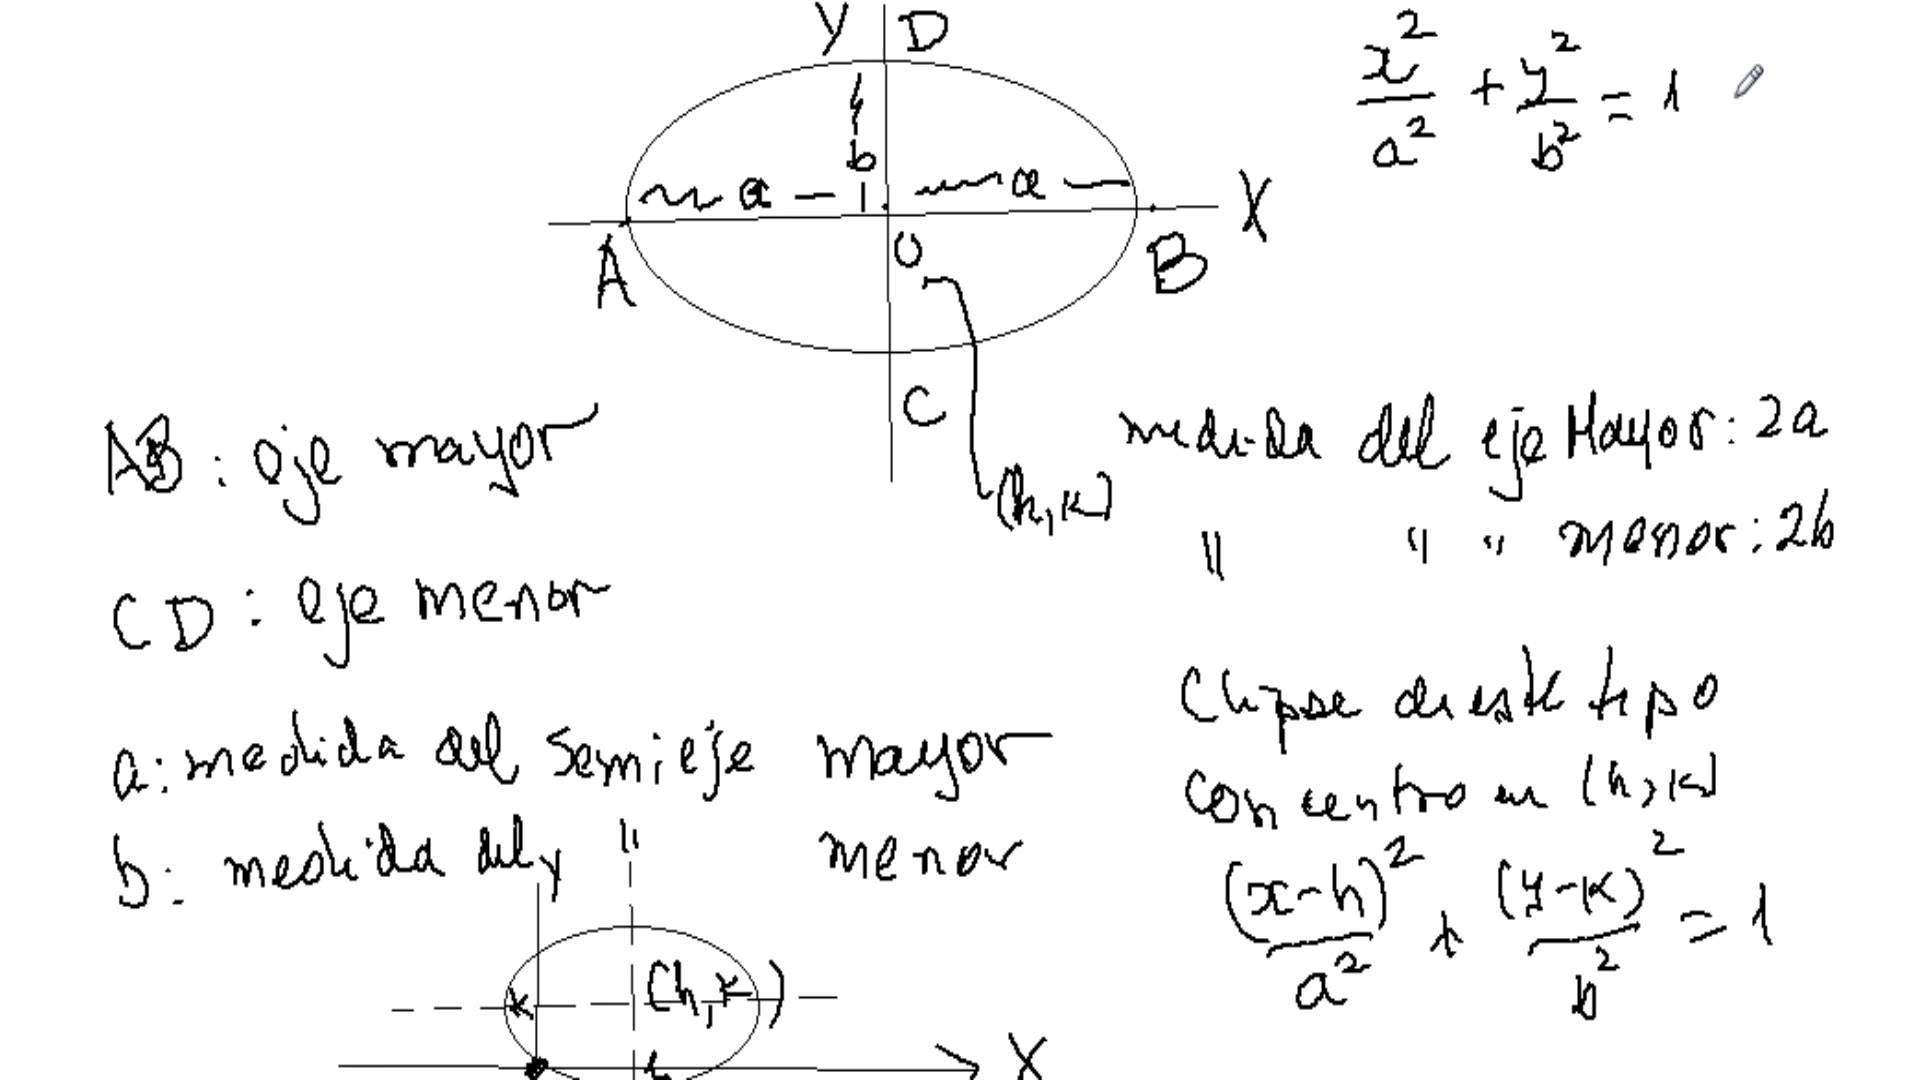 Y D
x²/a² + y²/b² = 1
b
a a
X
A O B
C
(h, k)
AB : eje mayor
medida del eje Mayor : 2a
" " " menor : 2b
CD : eje menor
Elipse de este tipo
con centro en (h, k)
(x-h)²/a² + (y-k)²/b² = 1
a : medida del semieje mayor
b : medida del " menor
y
k (h, k)
X